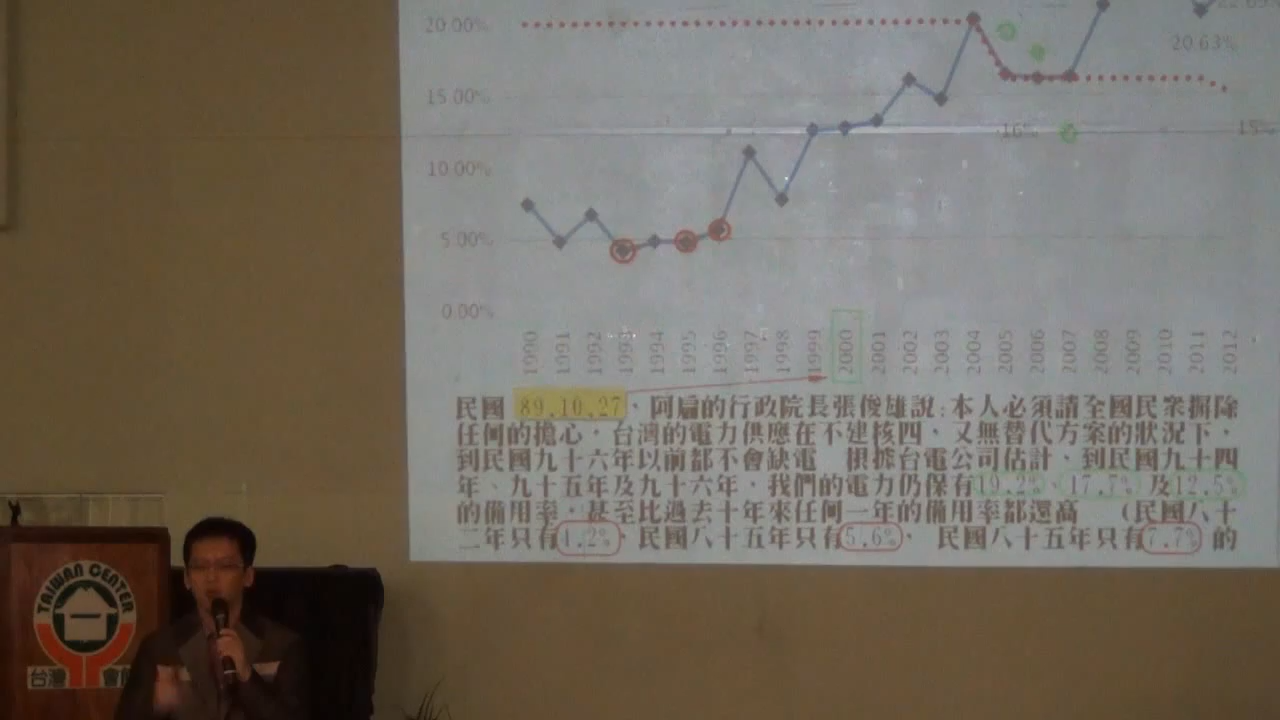 20.00%
22.65%
20.63%
15.00%
16%
15%
10.00%
5.00%
0.00%
1990 1991 1992 1993 1994 1995 1996 1997 1998 1999 2000 2001 2002 2003 2004 2005 2006 2007 2008 2009 2010 2011 2012
民國 89.10.27, 阿扁的行政院長張俊雄說:本人必須請全國民眾摒除
任何的擔心, 台灣的電力供應在不建核四、又無替代方案的狀況下,
到民國九十六年以前都不會缺電 根據台電公司估計, 到民國九十四
年、九十五年及九十六年, 我們的電力仍保有19.2%、17.7% 及12.5%
的備用率, 甚至比過去十年來任何一年的備用率都還高 (民國八十
二年只有4.2%, 民國八十五年只有5.6%, 民國八十五年只有7.7% 的
TAIWAN CENTER
台灣會